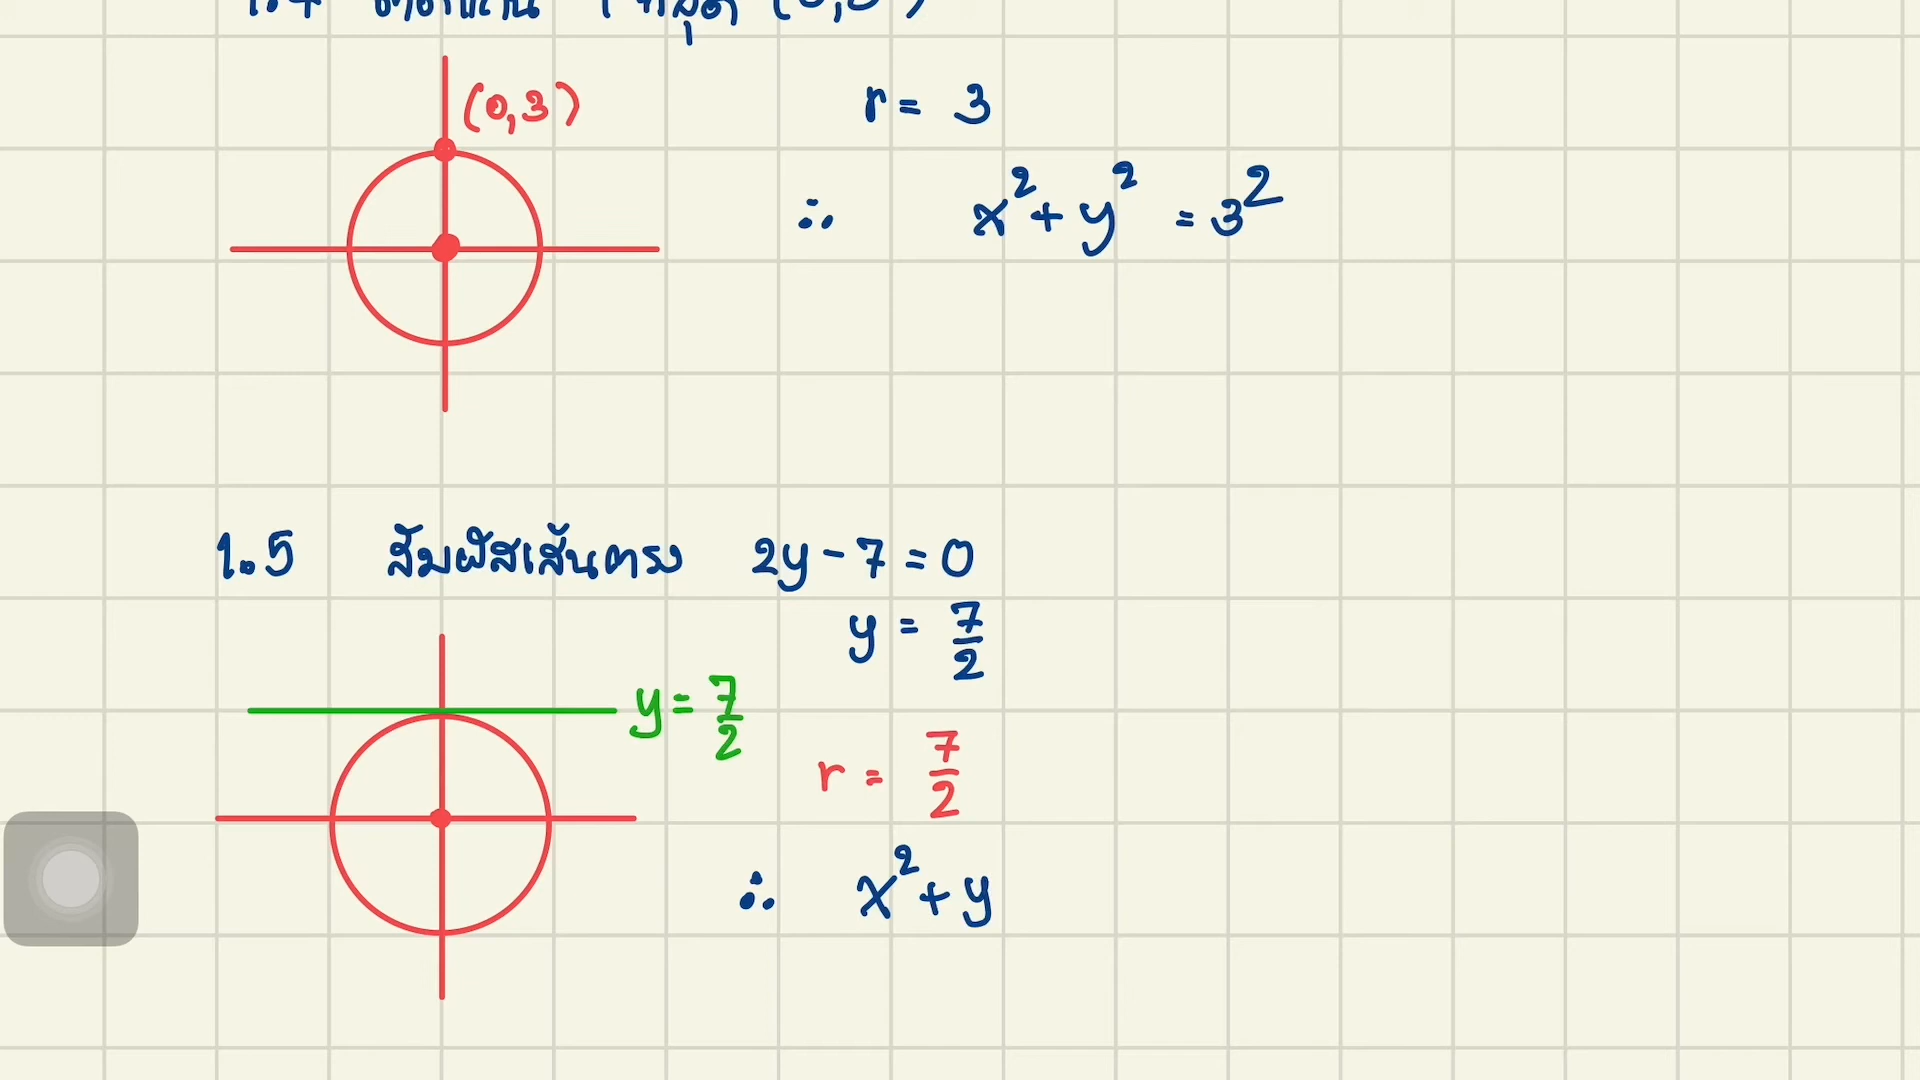 (0,3)
r = 3
∴ x² + y² = 3²
1.5 สัมผัสเส้นตรง 2y - 7 = 0
y = 7/2
y = 7/2
r = 7/2
∴ x² + y